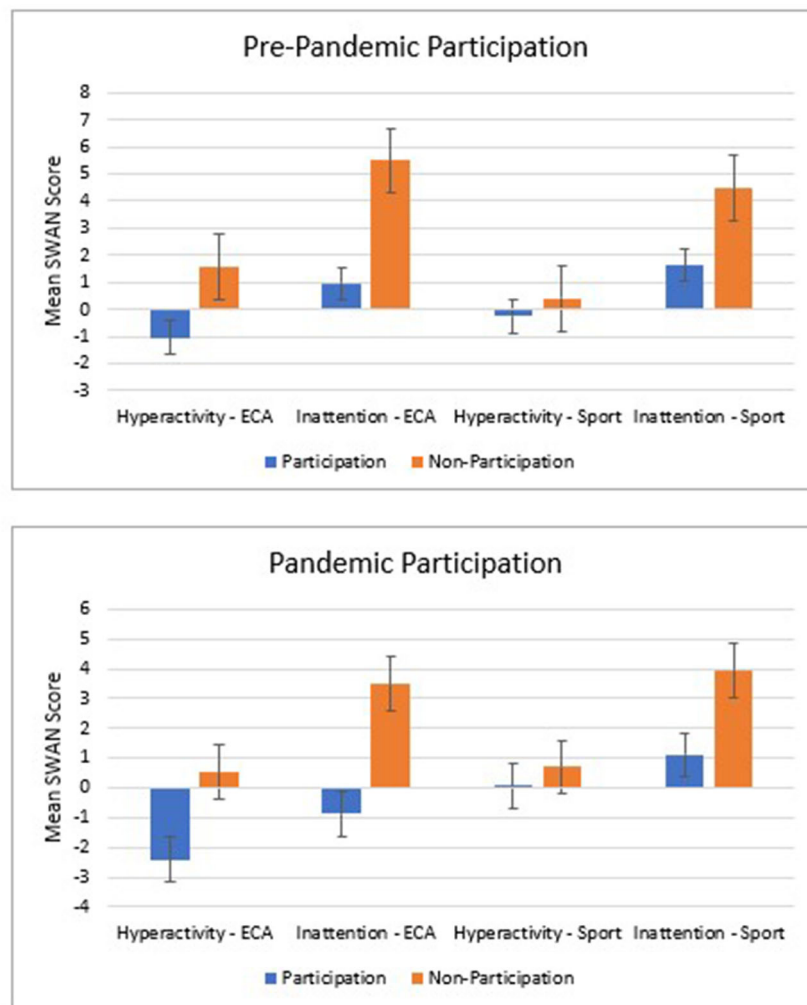 Pre-Pandemic Participation
8
7
6
5
4
3
2
1
0
-1
-2
-3
Mean SWAN Score
Hyperactivity - ECA Inattention - ECA Hyperactivity - Sport Inattention - Sport
Participation Non-Participation
Pandemic Participation
6
5
4
3
2
1
0
-1
-2
-3
-4
Mean SWAN Score
Hyperactivity - ECA Inattention - ECA Hyperactivity - Sport Inattention - Sport
Participation Non-Participation